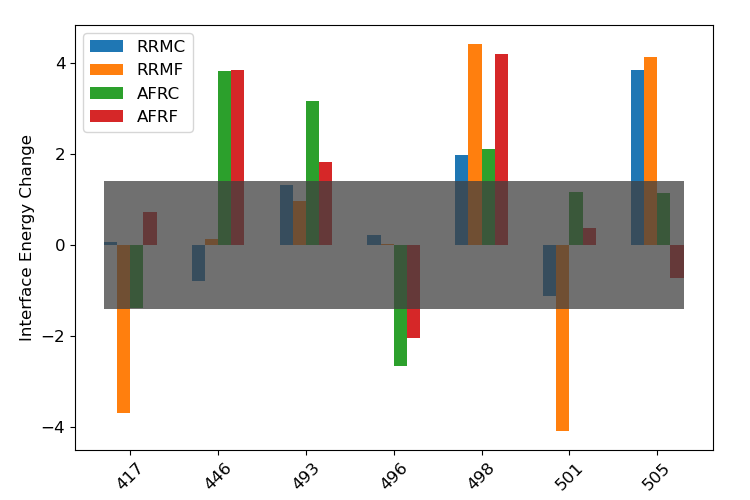 RRMC
RRMF
AFRC
AFRF
Interface Energy Change
4
2
0
−2
−4
417
446
493
496
498
501
505